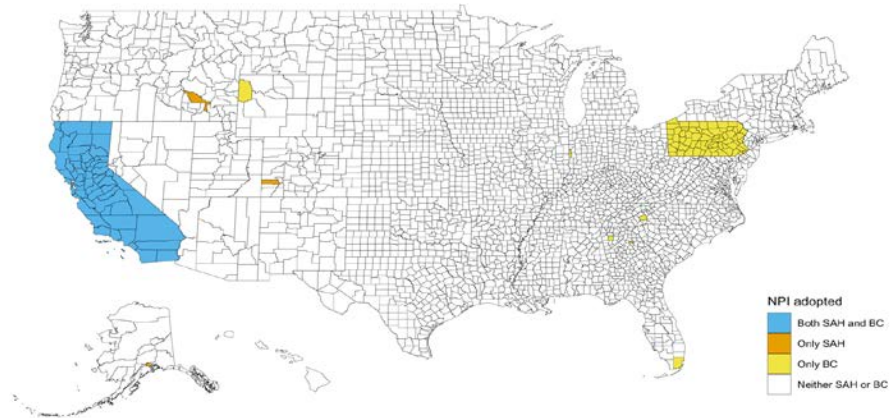 NPI adopted
Both SAH and BC
Only SAH
Only BC
Neither SAH or BC